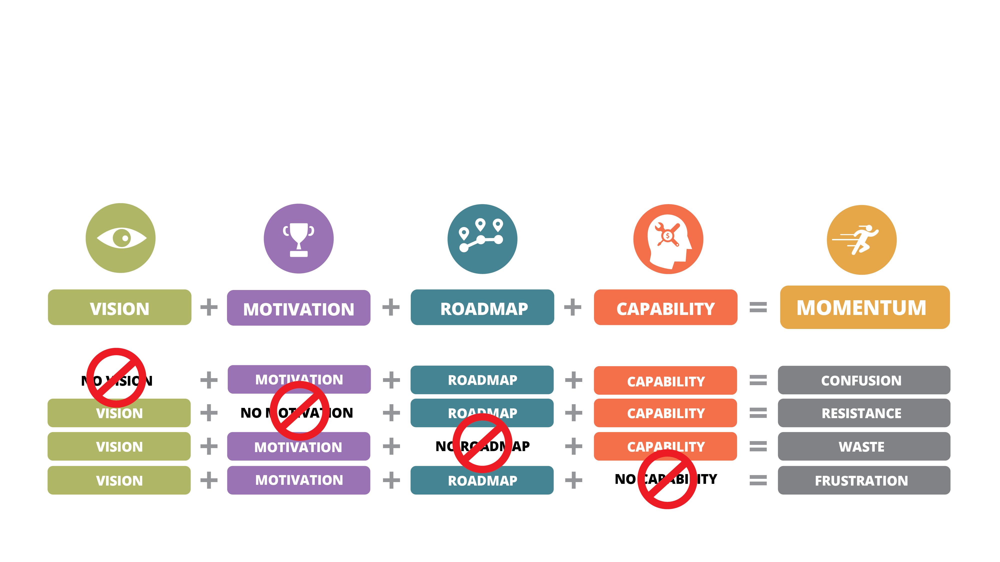 VISION + MOTIVATION + ROADMAP + CAPABILITY = MOMENTUM
NO VISION + MOTIVATION + ROADMAP + CAPABILITY = CONFUSION
VISION + NO MOTIVATION + ROADMAP + CAPABILITY = RESISTANCE
VISION + MOTIVATION + NO ROADMAP + CAPABILITY = WASTE
VISION + MOTIVATION + ROADMAP + NO CAPABILITY = FRUSTRATION